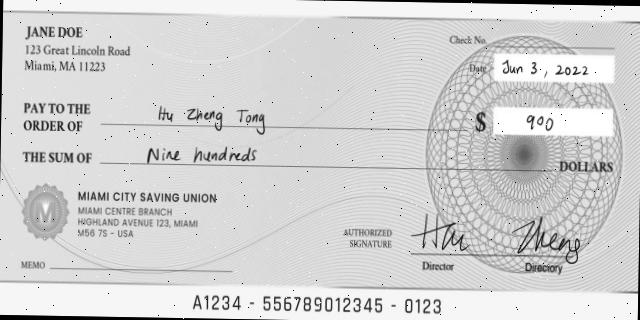 JANE DOE
123 Great Lincoln Road
Miami, MA 11223
Check No.
Date Jun 3, 2022
PAY TO THE
ORDER OF Hu Zheng Tong
$ 900
THE SUM OF Nine hundreds DOLLARS
MIAMI CITY SAVING UNION
MIAMI CENTRE BRANCH
HIGHLAND AVENUE 123, MIAMI
M56 7S - USA
AUTHORIZED
SIGNATURE
Zheng
Director
Directory
MEMO
A1234 - 556789012345 - 0123